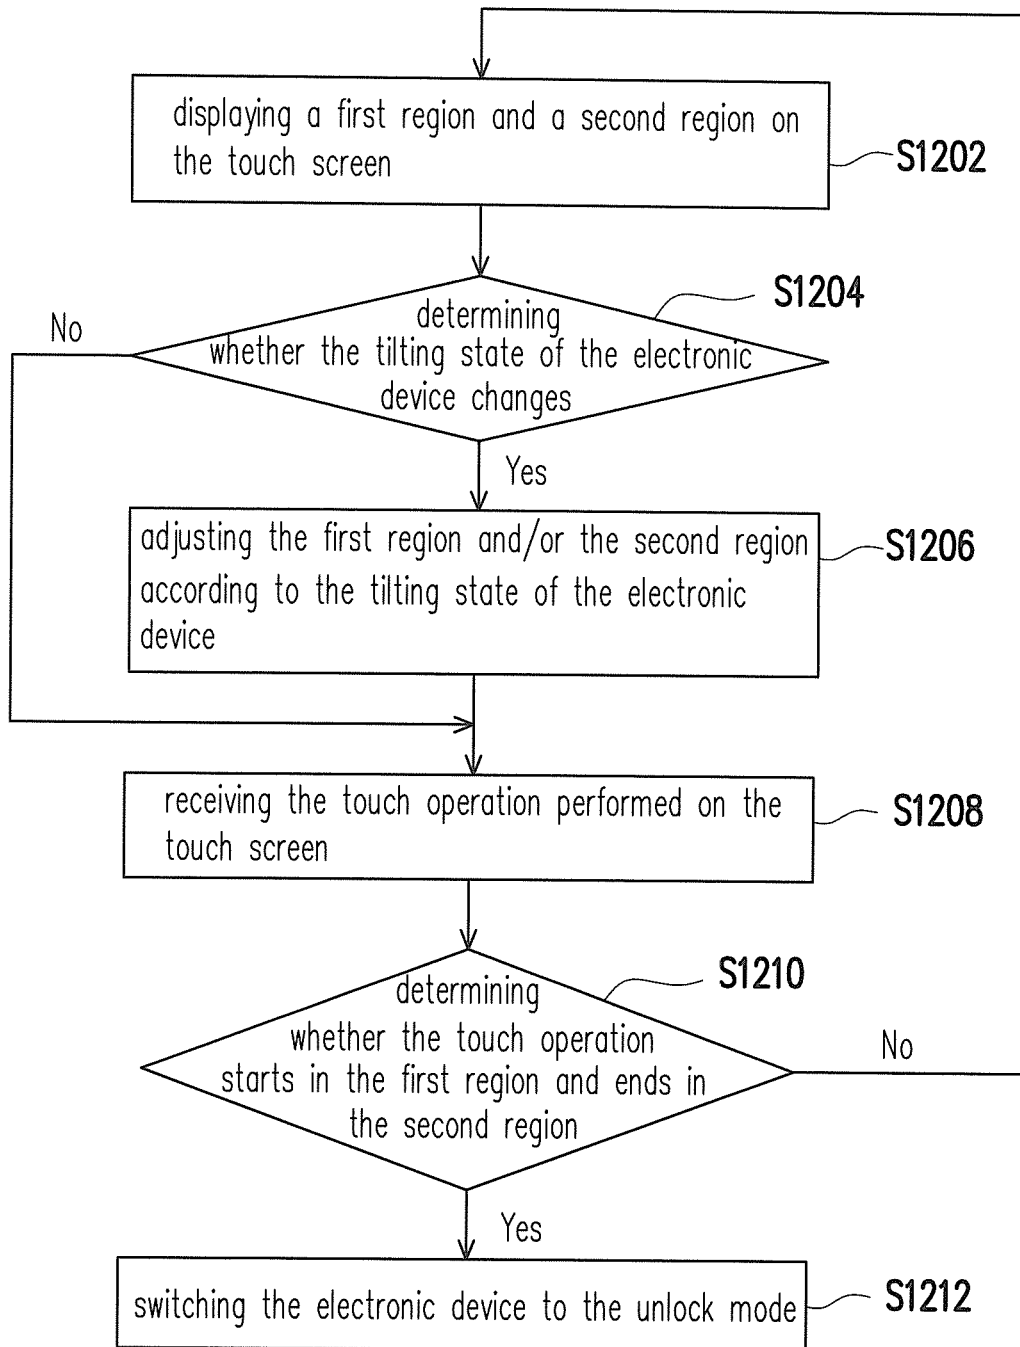 displaying a first region and a second region on
the touch screen
S1202
S1204
determining
whether the tilting state of the electronic
device changes
No
Yes
adjusting the first region and/or the second region
according to the tilting state of the electronic
device
S1206
receiving the touch operation performed on the
touch screen
S1208
S1210
determining
whether the touch operation
starts in the first region and ends in
the second region
No
Yes
switching the electronic device to the unlock mode
S1212